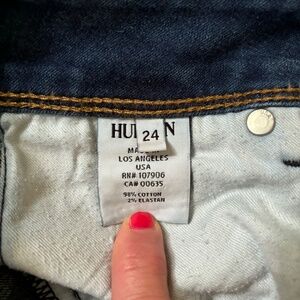 HU N
24
MA
LOS ANGELES
USA
RN# 107906
CA# 00635
98% COTTON
2% ELASTAN